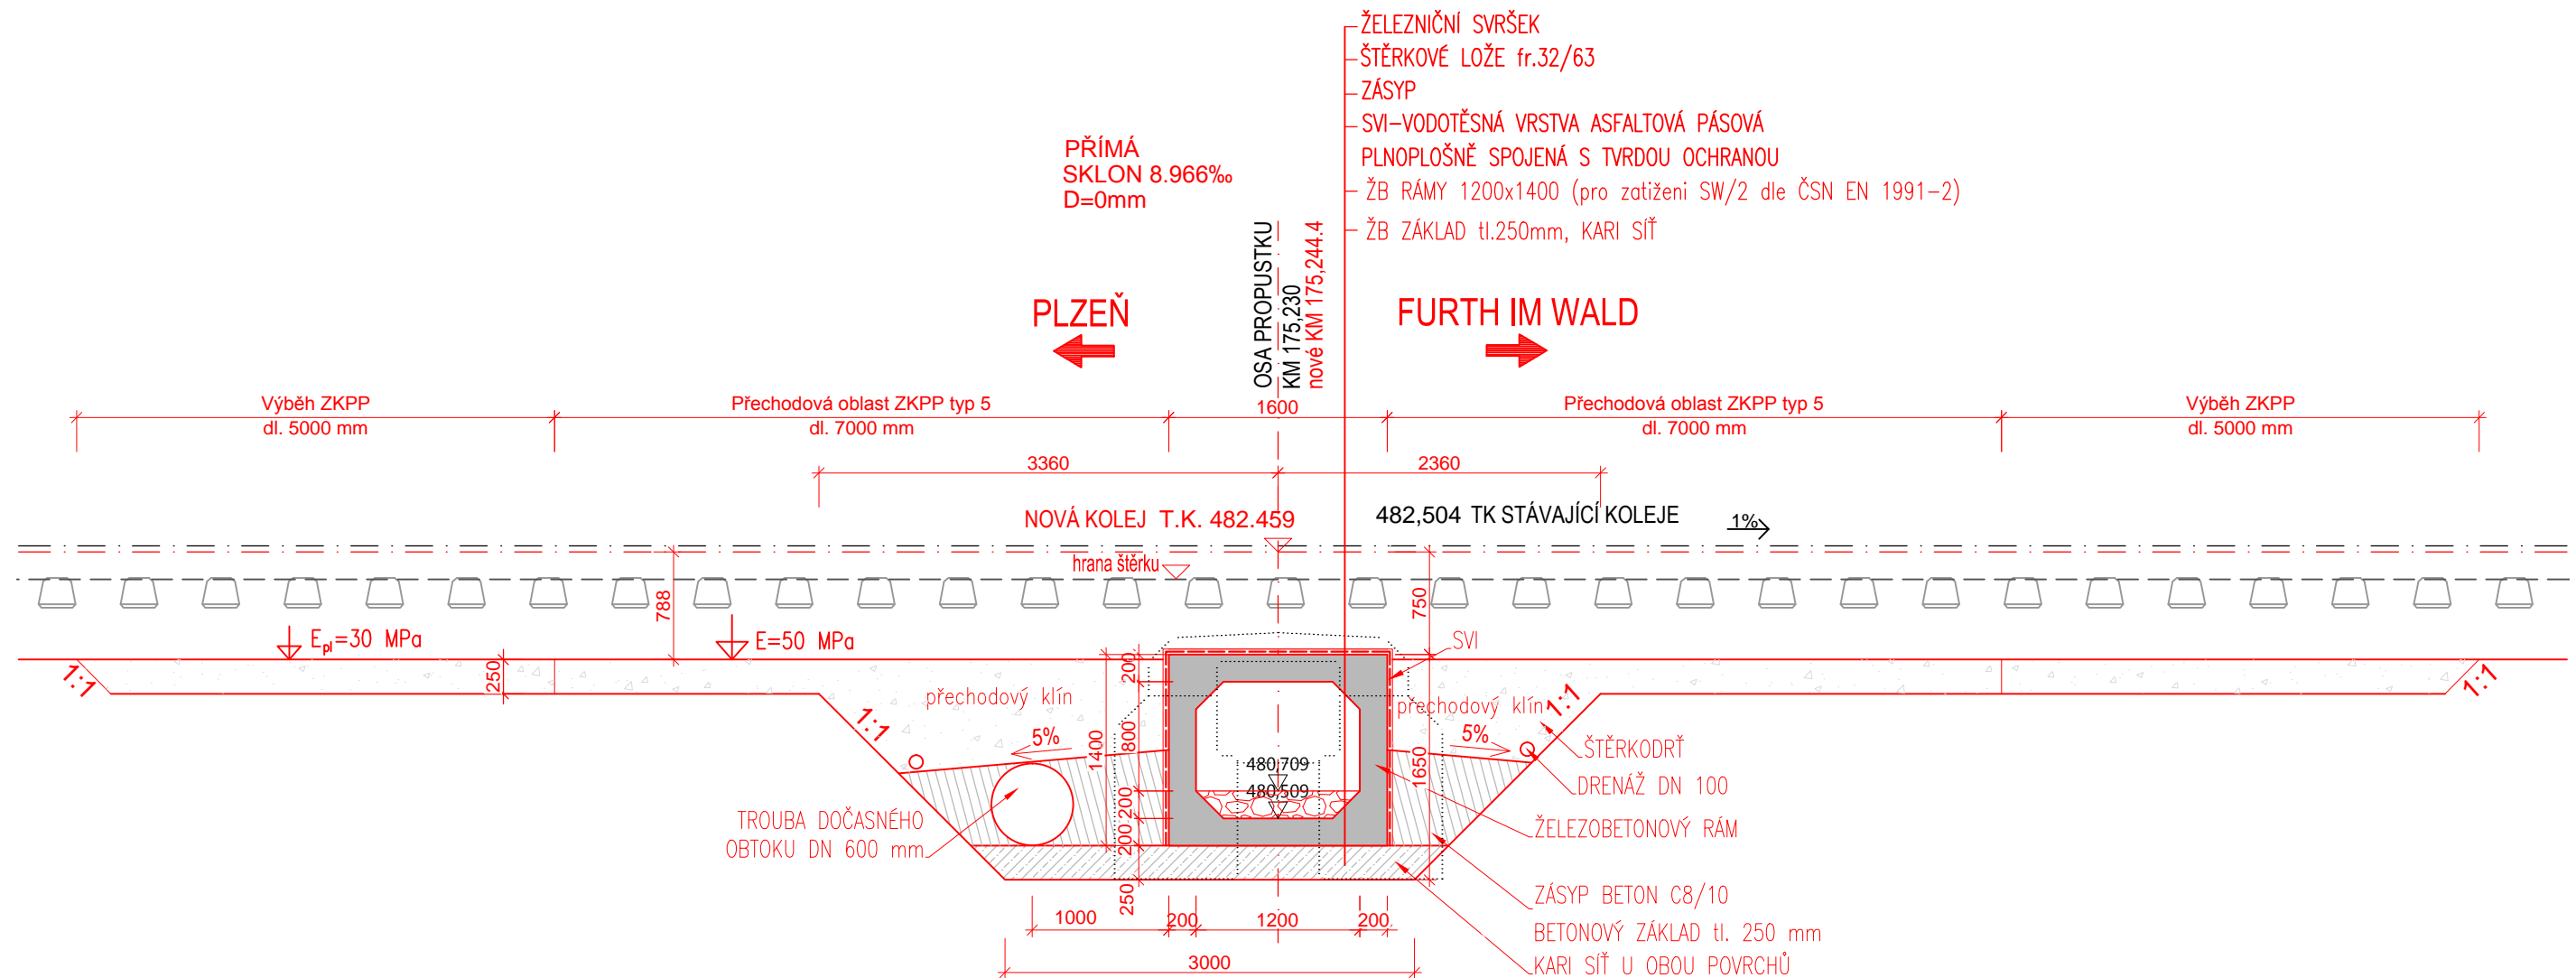 ŽELEZNIČNÍ SVRŠEK
ŠTĚRKOVÉ LOŽE fr.32/63
ZÁSYP
SVI-VODOTĚSNÁ VRSTVA ASFALTOVÁ PÁSOVÁ
PLNOPLOŠNĚ SPOJENÁ S TVRDOU OCHRANOU
ŽB RÁMY 1200x1400 (pro zatížení SW/2 dle ČSN EN 1991-2)
ŽB ZÁKLAD tl.250mm, KARI SÍŤ
PŘÍMÁ
SKLON 8.966‰
D=0mm
OSA PROPUSTKU
KM 175,230
nové KM 175,244.4
PLZEŇ
FURTH IM WALD
Výběh ZKPP
dl. 5000 mm
Přechodová oblast ZKPP typ 5
dl. 7000 mm
1600
Přechodová oblast ZKPP typ 5
dl. 7000 mm
Výběh ZKPP
dl. 5000 mm
3360
2360
NOVÁ KOLEJ T.K. 482.459
482,504 TK STÁVAJÍCÍ KOLEJE
1%
hrana štěrku
788
750
Epl=30 MPa
E=50 MPa
SVI
250
1:1
200
1:1
přechodový klín
1:1
přechodový klín
1:1
5%
1400
800
5%
1650
ŠTĚRKODRŤ
480,709
480,509
DRENÁŽ DN 100
TROUBA DOČASNÉHO
OBTOKU DN 600 mm
200
200
ŽELEZOBETONOVÝ RÁM
250
ZÁSYP BETON C8/10
1000
200
1200
200
BETONOVÝ ZÁKLAD tl. 250 mm
KARI SÍŤ U OBOU POVRCHŮ
3000